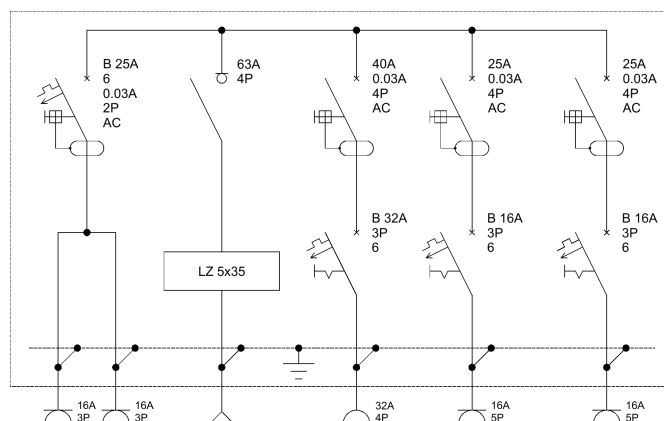 B 25A
6
0.03A
2P
AC
63A
4P
40A
0.03A
4P
AC
25A
0.03A
4P
AC
25A
0.03A
4P
AC
B 32A
3P
6
B 16A
3P
6
B 16A
3P
6
LZ 5x35
16A
3P
16A
3P
32A
4P
16A
5P
16A
5P